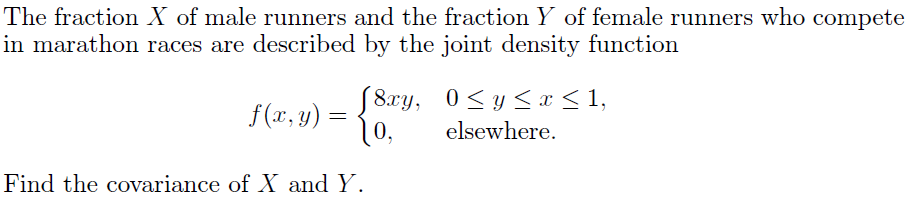 The fraction X of male runners and the fraction Y of female runners who compete
in marathon races are described by the joint density function
f(x, y) = { 8xy, 0 ≤ y ≤ x ≤ 1,
0, elsewhere.
Find the covariance of X and Y.